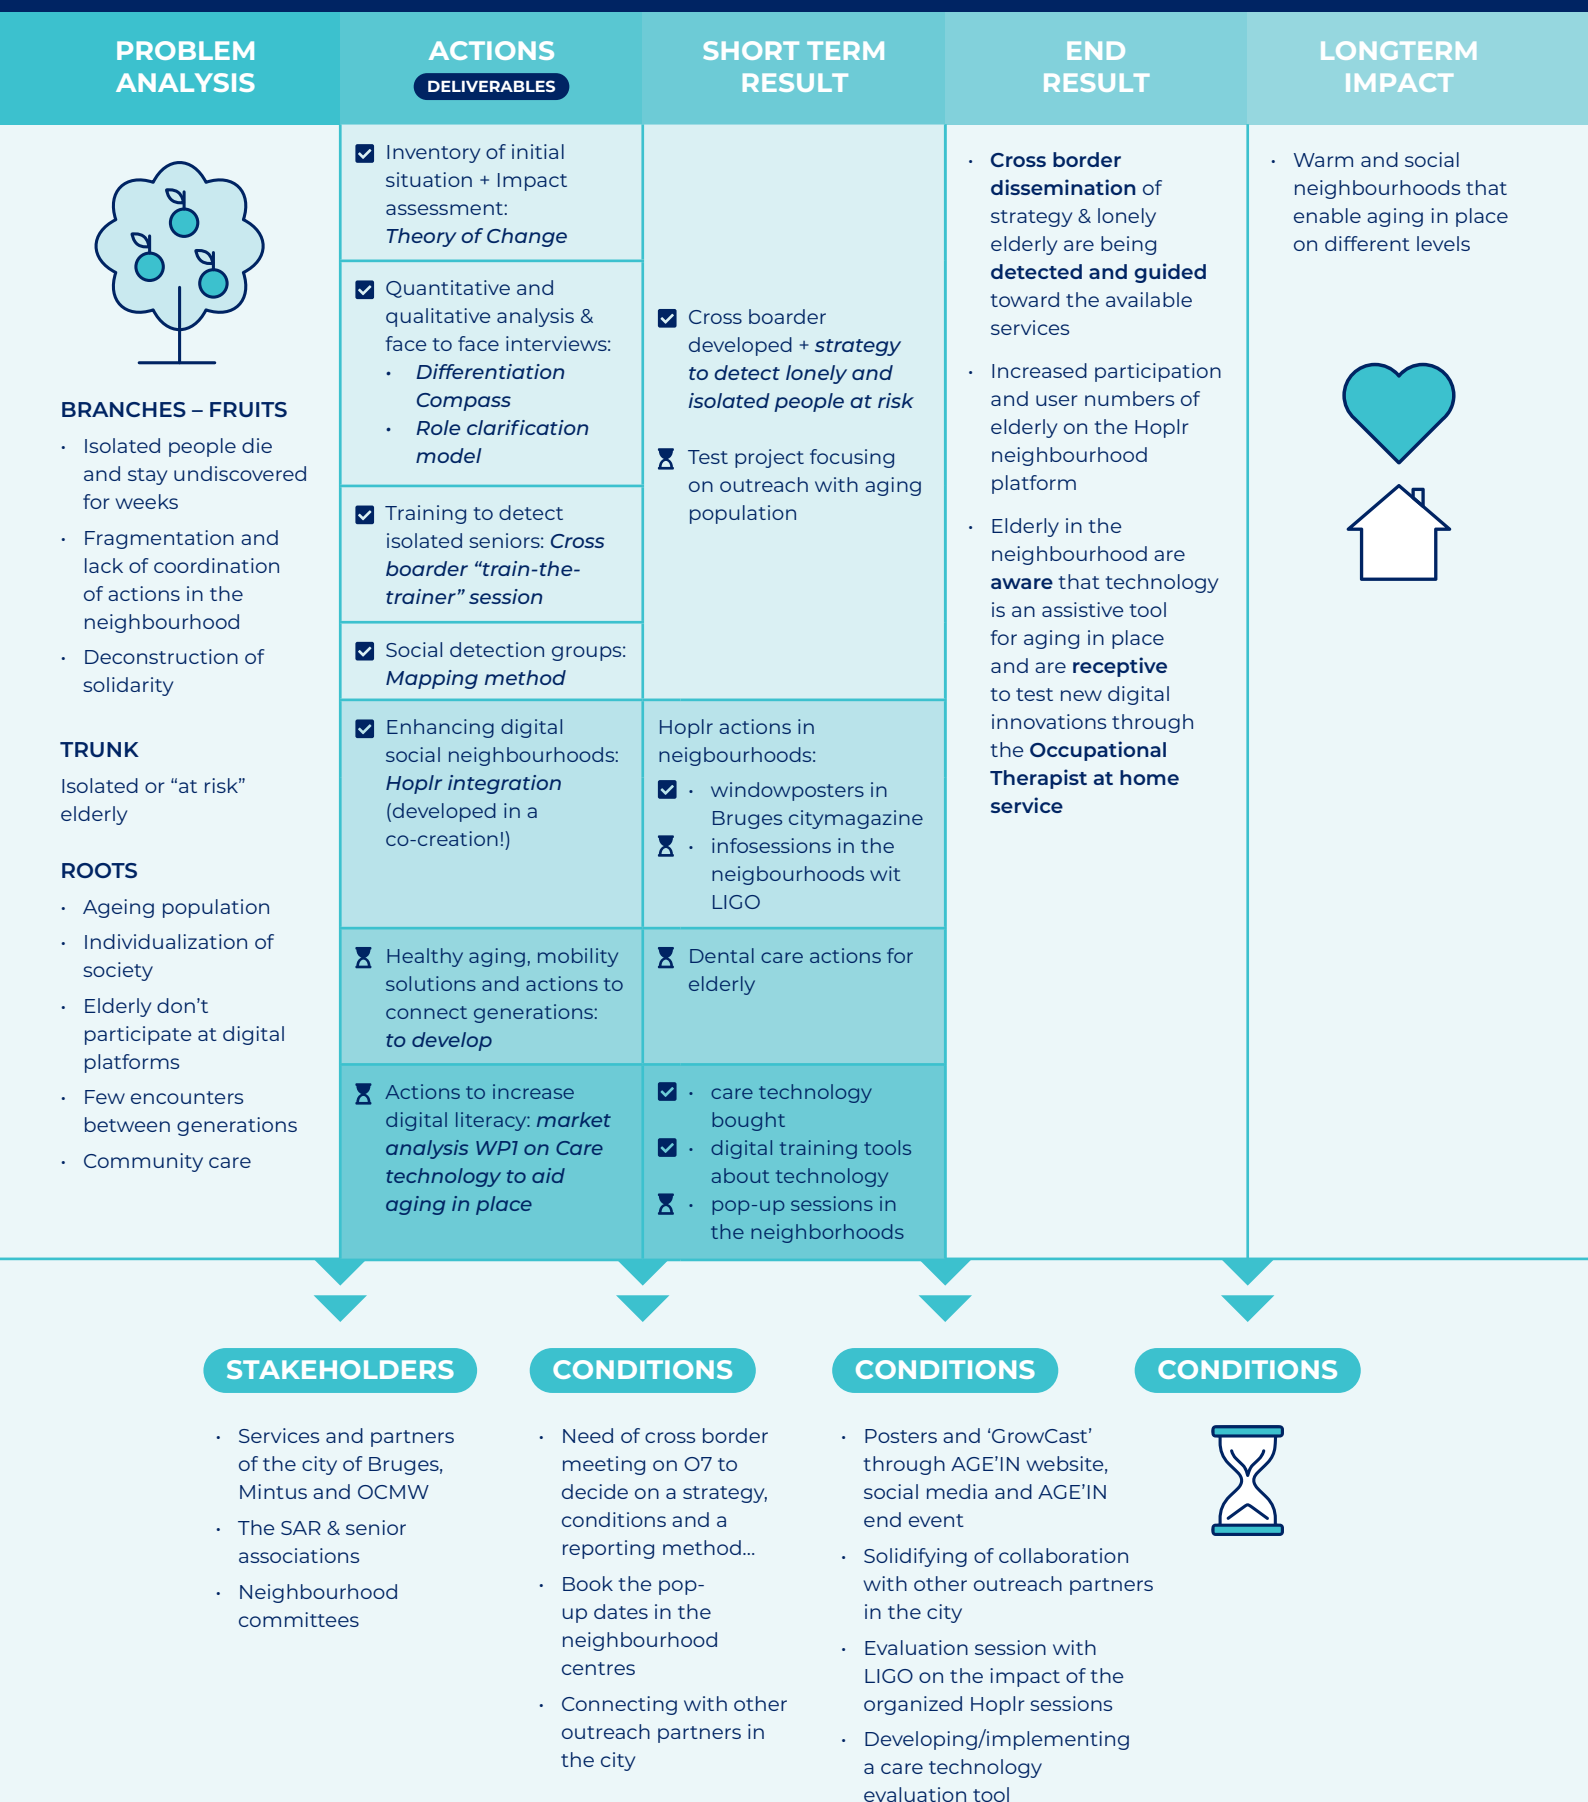 PROBLEM
ANALYSIS
ACTIONS
DELIVERABLES
SHORT TERM
RESULT
END
RESULT
LONGTERM
IMPACT
BRANCHES – FRUITS
• Isolated people die
and stay undiscovered
for weeks
• Fragmentation and
lack of coordination
of actions in the
neighbourhood
• Deconstruction of
solidarity
TRUNK
Isolated or “at risk”
elderly
ROOTS
• Ageing population
• Individualization of
society
• Elderly don’t
participate at digital
platforms
• Few encounters
between generations
• Community care
Inventory of initial
situation + Impact
assessment:
Theory of Change
Quantitative and
qualitative analysis &
face to face interviews:
• Differentiation
Compass
• Role clarification
model
Training to detect
isolated seniors: Cross
boarder “train-the-
trainer” session
Social detection groups:
Mapping method
Enhancing digital
social neighbourhoods:
Hoplr integration
(developed in a
co-creation!)
Healthy aging, mobility
solutions and actions to
connect generations:
to develop
Actions to increase
digital literacy: market
analysis WP1 on Care
technology to aid
aging in place
Cross boarder
developed + strategy
to detect lonely and
isolated people at risk
Test project focusing
on outreach with aging
population
Hoplr actions in
neigbourhoods:
• windowposters in
Bruges citymagazine
• infosessions in the
neigbourhoods wit
LIGO
Dental care actions for
elderly
• care technology
bought
• digital training tools
about technology
• pop-up sessions in
the neighborhoods
• Cross border
dissemination of
strategy & lonely
elderly are being
detected and guided
toward the available
services
• Increased participation
and user numbers of
elderly on the Hoplr
neighbourhood
platform
• Elderly in the
neighbourhood are
aware that technology
is an assistive tool
for aging in place
and are receptive
to test new digital
innovations through
the Occupational
Therapist at home
service
• Warm and social
neighbourhoods that
enable aging in place
on different levels
STAKEHOLDERS
• Services and partners
of the city of Bruges,
Mintus and OCMW
• The SAR & senior
associations
• Neighbourhood
committees
CONDITIONS
• Need of cross border
meeting on O7 to
decide on a strategy,
conditions and a
reporting method...
• Book the pop-
up dates in the
neighbourhood
centres
• Connecting with other
outreach partners in
the city
CONDITIONS
• Posters and ‘GrowCast’
through AGE’IN website,
social media and AGE’IN
end event
• Solidifying of collaboration
with other outreach partners
in the city
• Evaluation session with
LIGO on the impact of the
organized Hoplr sessions
• Developing/implementing
a care technology
evaluation tool
CONDITIONS